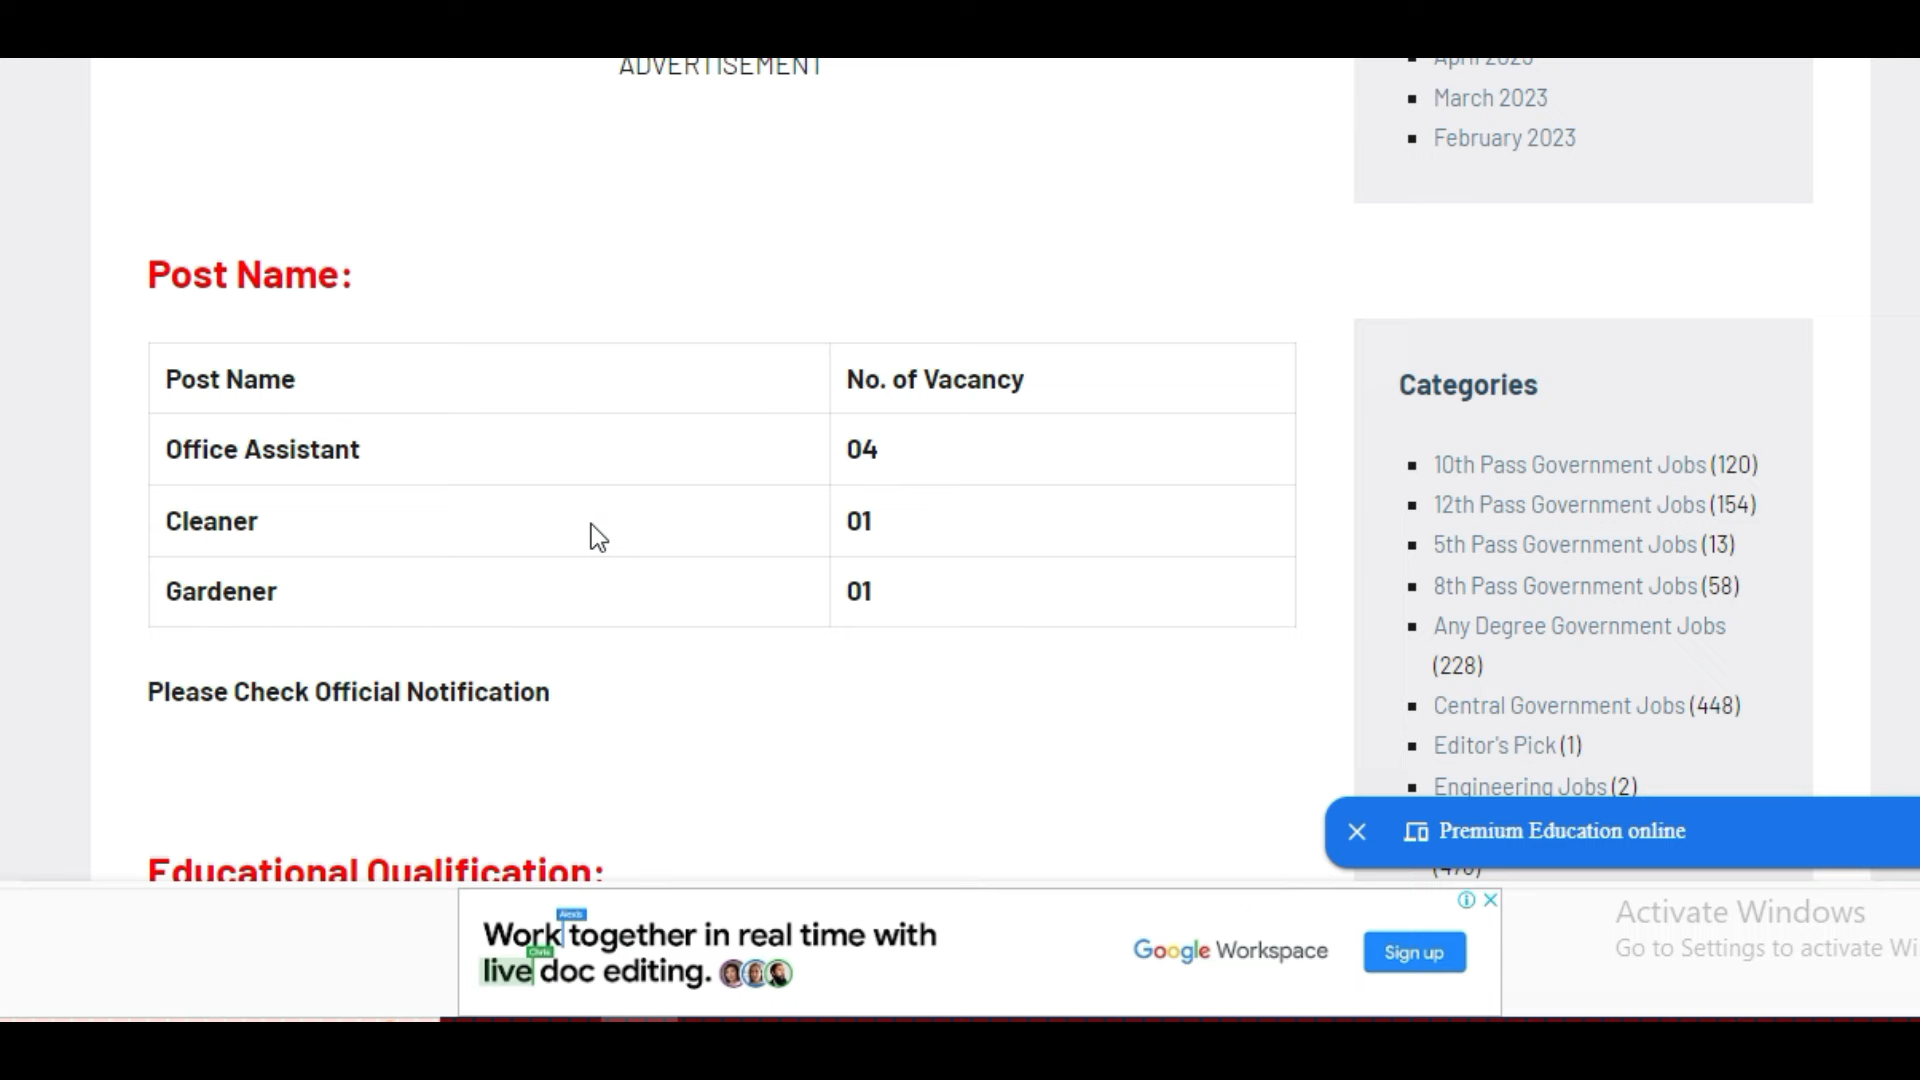 ADVERTISEMENT
April 2023
March 2023
February 2023
Post Name:
Post Name
No. of Vacancy
Office Assistant
04
Cleaner
01
Gardener
01
Please Check Official Notification
Educational Qualification:
Categories
10th Pass Government Jobs (120)
12th Pass Government Jobs (154)
5th Pass Government Jobs (13)
8th Pass Government Jobs (58)
Any Degree Government Jobs
(228)
Central Government Jobs (448)
Editor's Pick (1)
Engineering Jobs (2)
Premium Education online
Alexis
Work together in real time with
Chris
live doc editing.
Google Workspace
Sign up
Activate Windows
Go to Settings to activate Wi